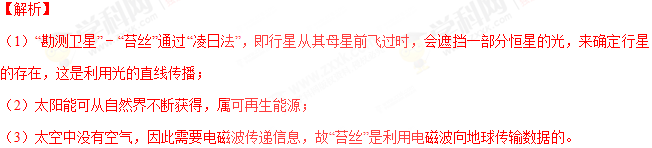 【解析】
（1）“勘测卫星”－“苔丝”通过“凌日法”，即行星从其母星前飞过时，会遮挡一部分恒星的光，来确定行星
的存在，这是利用光的直线传播；
（2）太阳能可从自然界不断获得，属可再生能源；
（3）太空中没有空气，因此需要电磁波传递信息，故“苔丝”是利用电磁波向地球传输数据的。